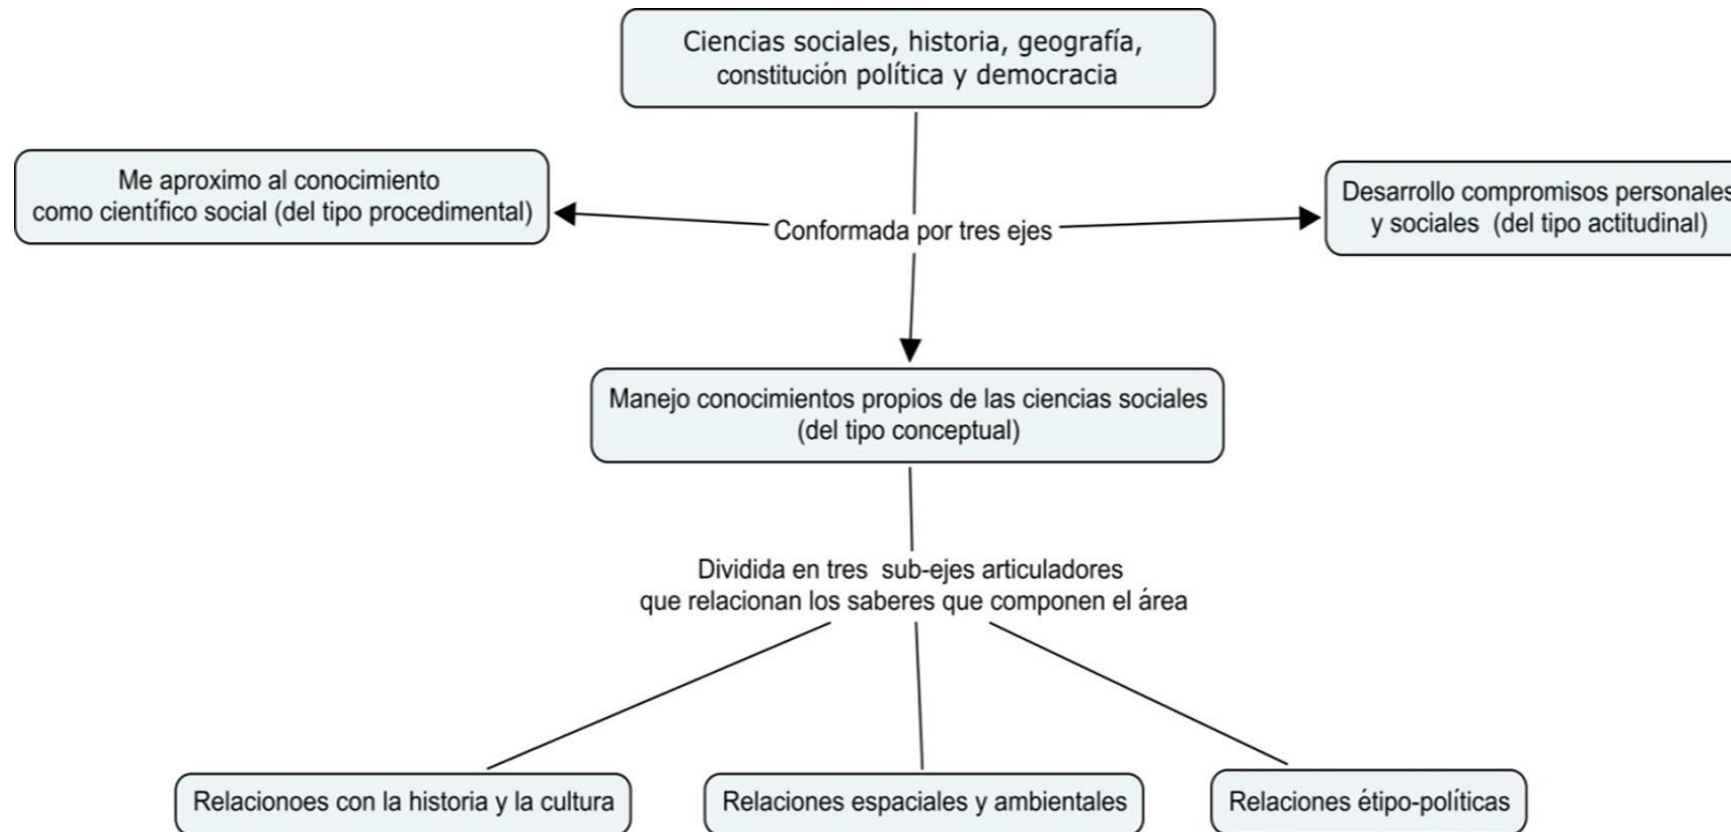 Ciencias sociales, historia, geografía,
constitución política y democracia
Me aproximo al conocimiento
como científico social (del tipo procedimental)
Conformada por tres ejes
Desarrollo compromisos personales
y sociales (del tipo actitudinal)
Manejo conocimientos propios de las ciencias sociales
(del tipo conceptual)
Dividida en tres sub-ejes articuladores
que relacionan los saberes que componen el área
Relacionoes con la historia y la cultura
Relaciones espaciales y ambientales
Relaciones étipo-políticas